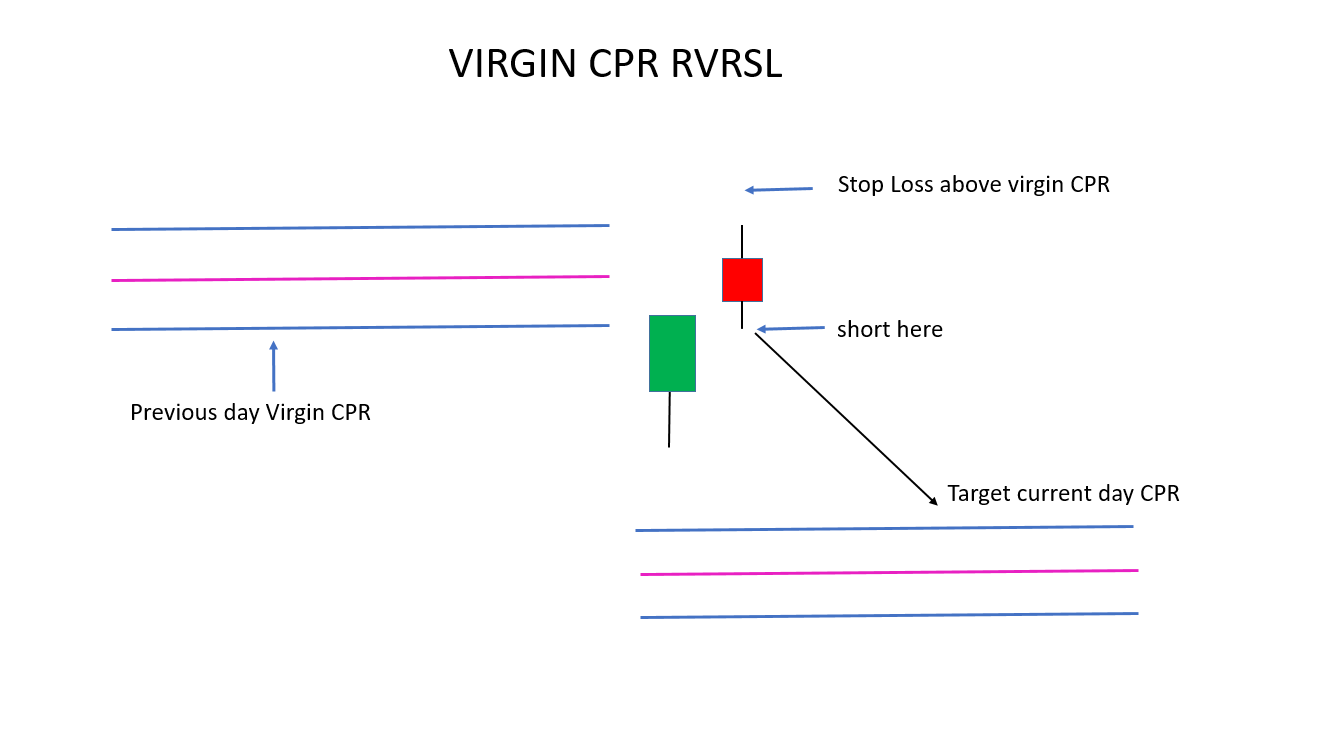 VIRGIN CPR RVRSL
Stop Loss above virgin CPR
short here
Previous day Virgin CPR
Target current day CPR